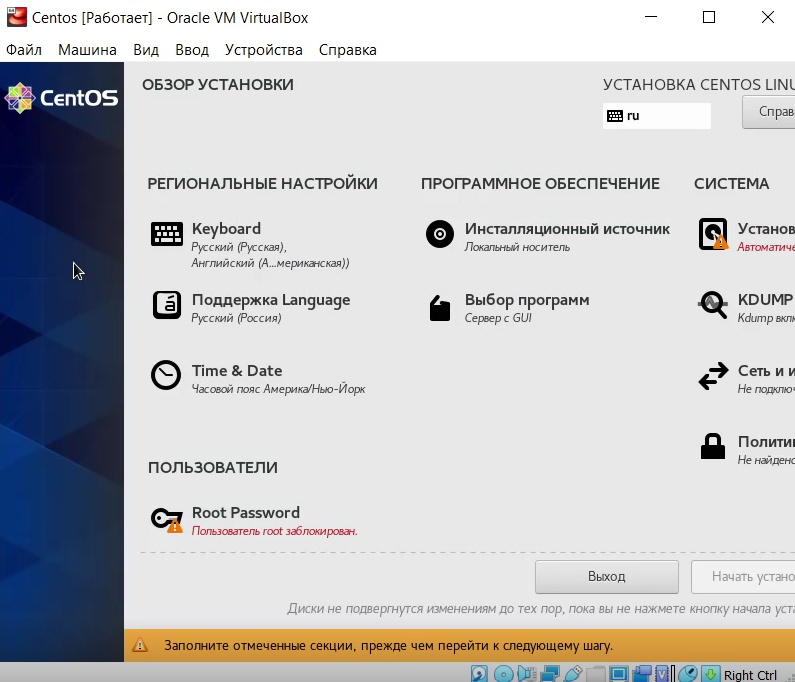 Centos [Работает] - Oracle VM VirtualBox
Файл Машина Вид Ввод Устройства Справка
CentOS
ОБЗОР УСТАНОВКИ
УСТАНОВКА CENTOS LINU
ru
Справ
РЕГИОНАЛЬНЫЕ НАСТРОЙКИ
ПРОГРАММНОЕ ОБЕСПЕЧЕНИЕ
СИСТЕМА
Keyboard
Русский (Русская),
Английский (А...мериканская))
Инсталляционный источник
Локальный носитель
Установ
Автоматиче
Поддержка Language
Русский (Россия)
Выбор программ
Сервер с GUI
KDUMP
Kdump вкл
Time & Date
Часовой пояс Америка/Нью-Йорк
Сеть и и
Не подключ
Полити
Не найдено
ПОЛЬЗОВАТЕЛИ
Root Password
Пользователь root заблокирован.
Выход
Начать устано
Диски не подвергнутся изменениям до тех пор, пока вы не нажмете кнопку начала уста
Заполните отмеченные секции, прежде чем перейти к следующему шагу.
Right Ctrl